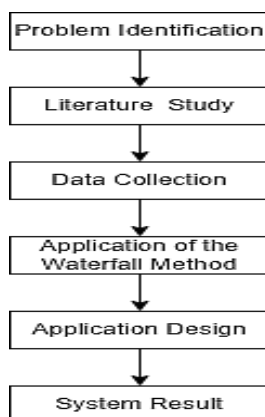 Problem Identification
Literature Study
Data Collection
Application of the
Waterfall Method
Application Design
System Result